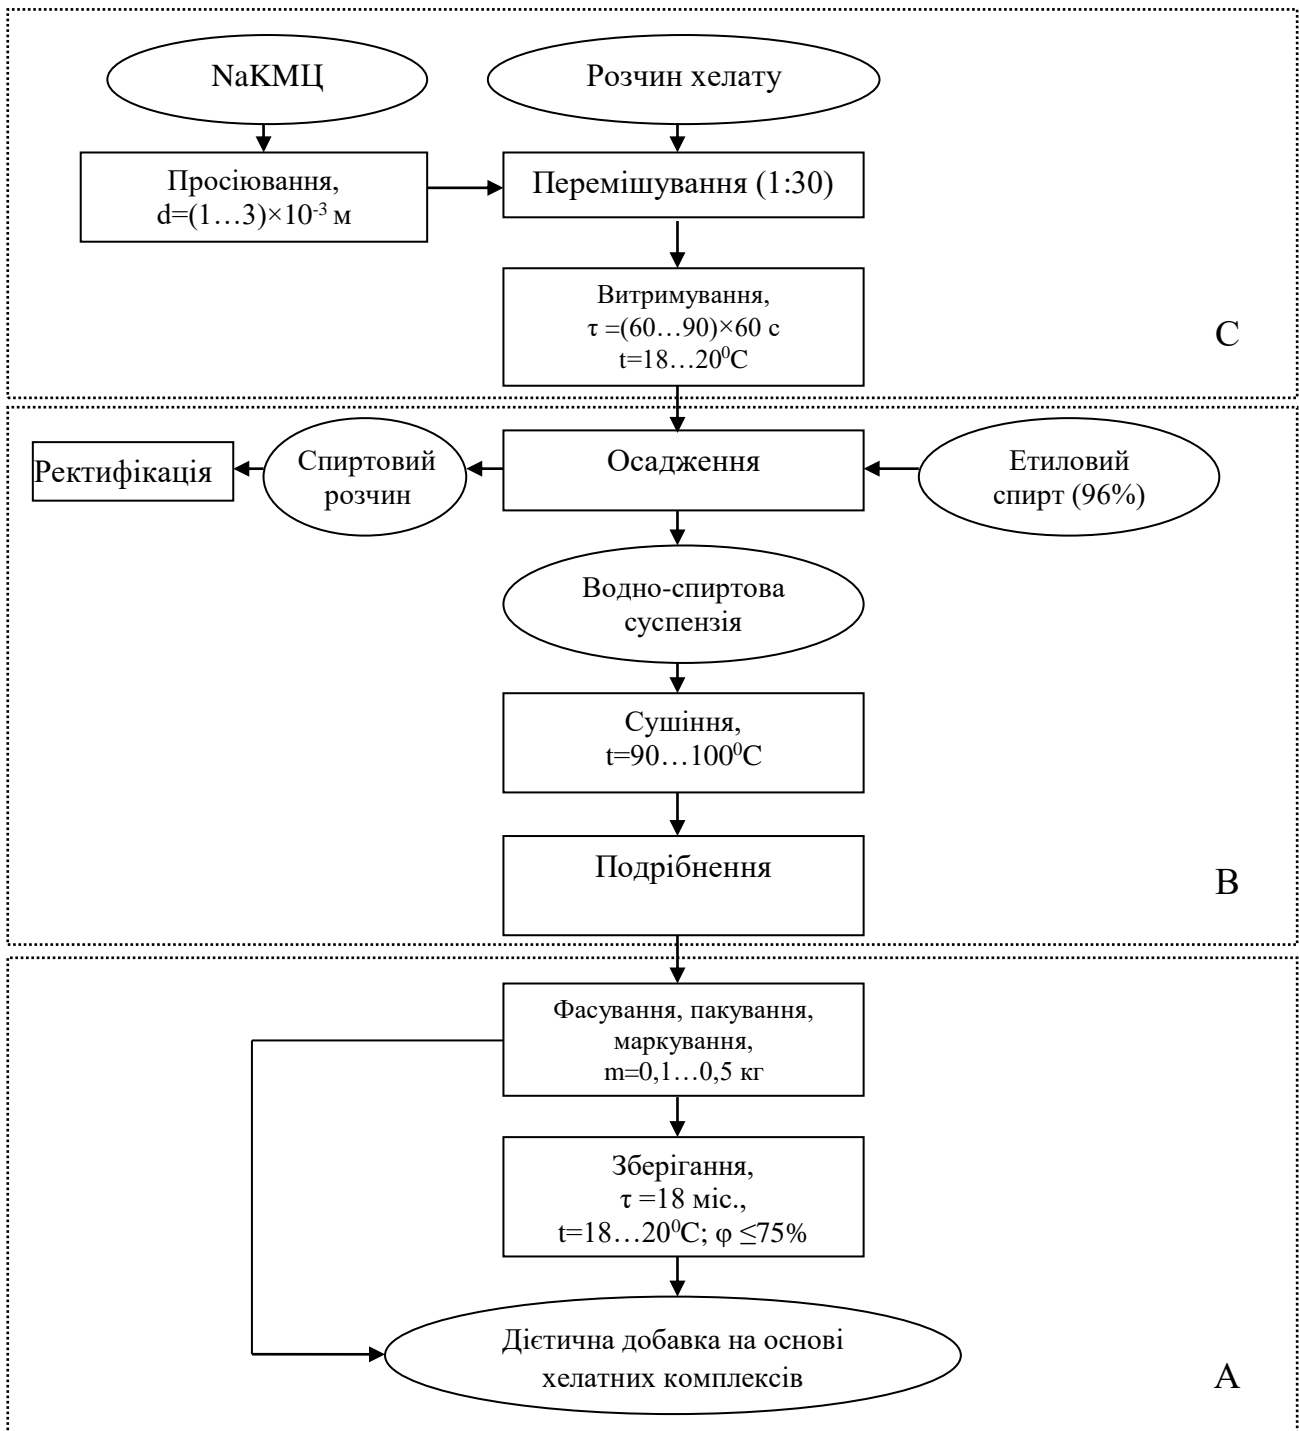 NaКМЦ
Розчин хелату
Просіювання,
d=(1…3)×10⁻³ м
Перемішування (1:30)
Витримування,
τ =(60…90)×60 с
t=18…20⁰С
С
Ректифікація
Спиртовий
розчин
Осадження
Етиловий
спирт (96%)
Водно-спиртова
суспензія
Сушіння,
t=90…100⁰С
Подрібнення
В
Фасування, пакування,
маркування,
m=0,1…0,5 кг
Зберігання,
τ =18 міс.,
t=18…20⁰С; φ ≤75%
Дієтична добавка на основі
хелатних комплексів
А